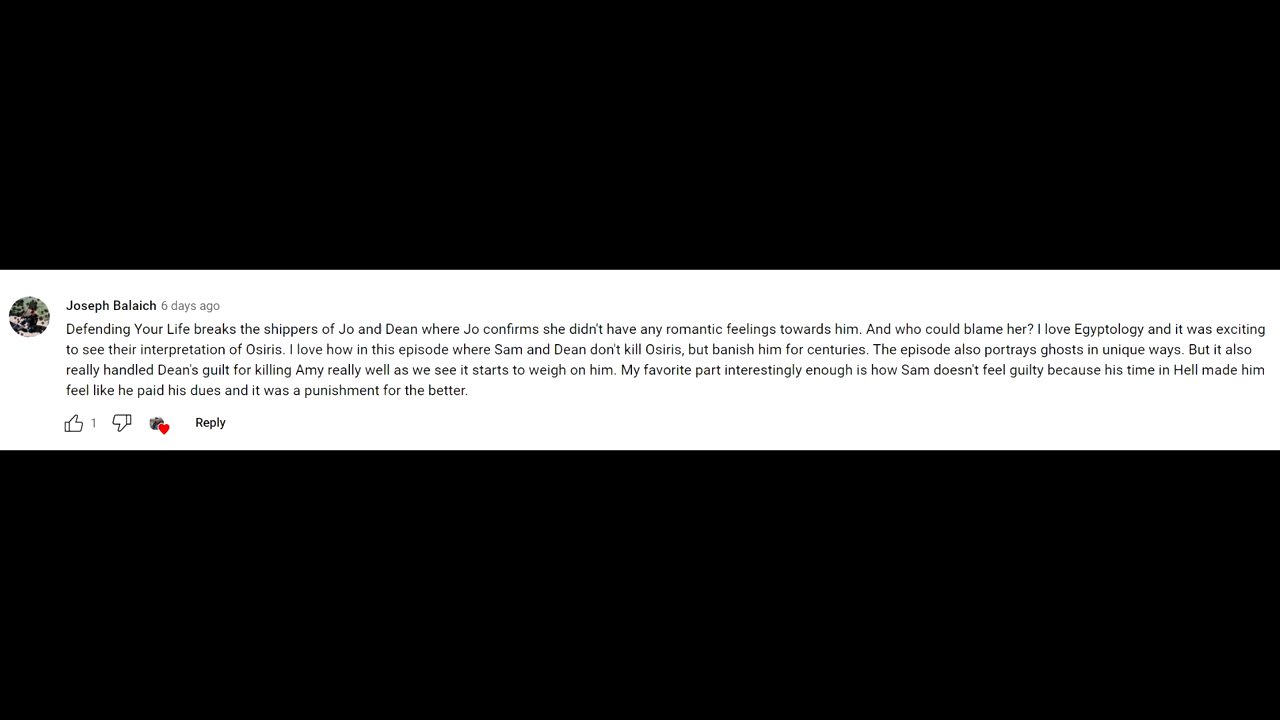 Joseph Balaich 6 days ago
Defending Your Life breaks the shippers of Jo and Dean where Jo confirms she didn't have any romantic feelings towards him. And who could blame her? I love Egyptology and it was exciting
to see their interpretation of Osiris. I love how in this episode where Sam and Dean don't kill Osiris, but banish him for centuries. The episode also portrays ghosts in unique ways. But it also
really handled Dean's guilt for killing Amy really well as we see it starts to weigh on him. My favorite part interestingly enough is how Sam doesn't feel guilty because his time in Hell made him
feel like he paid his dues and it was a punishment for the better.
1 Reply